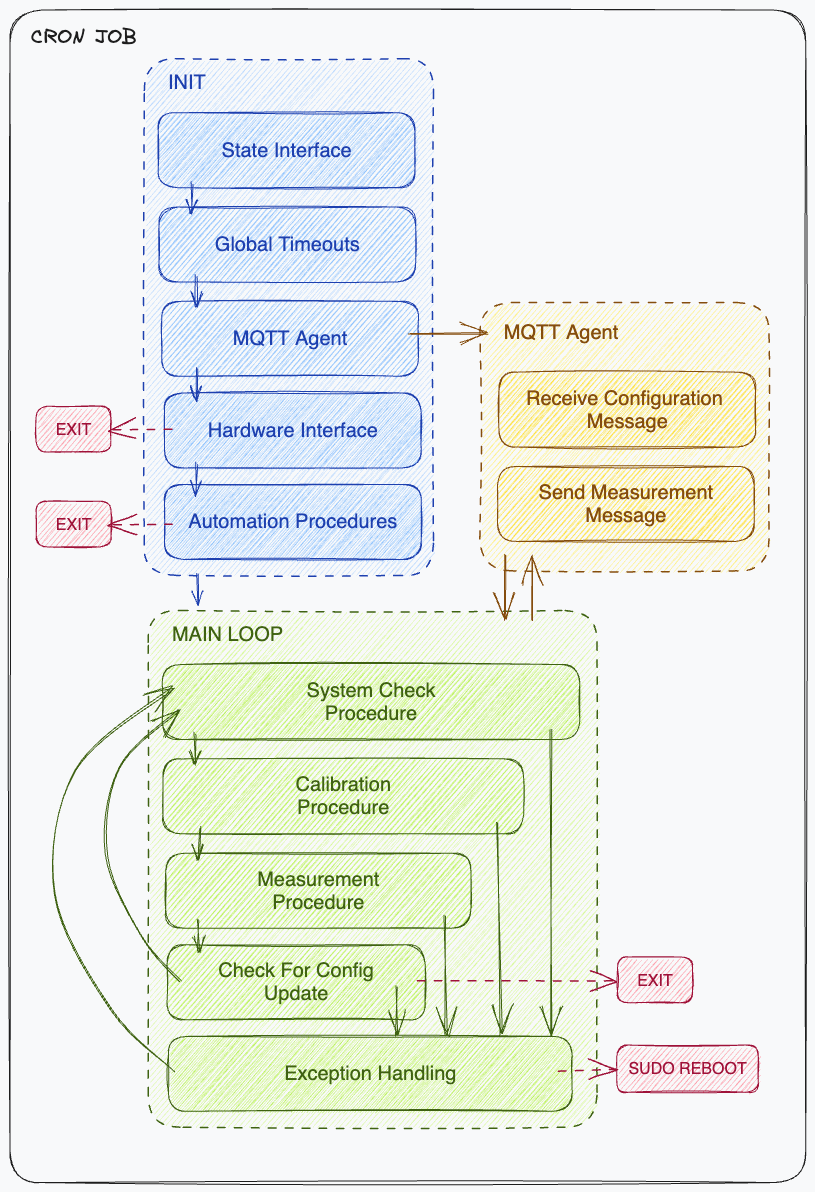 CRON JOB
INIT
State Interface
Global Timeouts
MQTT Agent
MQTT Agent
Receive Configuration
Message
EXIT
Hardware Interface
Send Measurement
Message
EXIT
Automation Procedures
MAIN LOOP
System Check
Procedure
Calibration
Procedure
Measurement
Procedure
Check For Config
Update
EXIT
Exception Handling
SUDO REBOOT